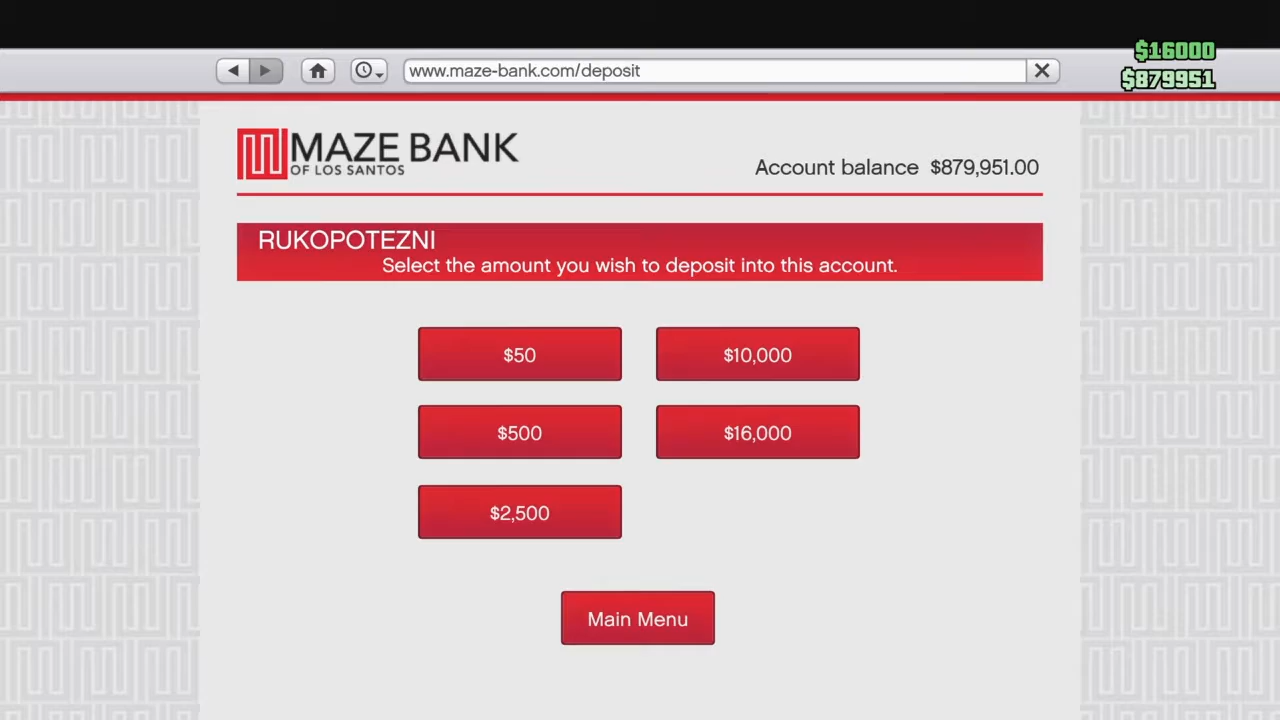 $16000
www.maze-bank.com/deposit
$879951
MAZE BANK
OF LOS SANTOS
Account balance $879,951.00
RUKOPOTEZNI
Select the amount you wish to deposit into this account.
$50
$10,000
$500
$16,000
$2,500
Main Menu